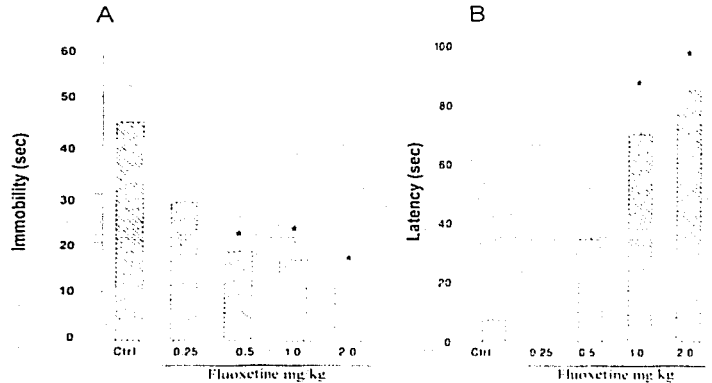 A
Immobility (sec)
60
50
40
30
20
10
0
*
*
*
Ctrl 0.25 0.5 1.0 2.0
Fluoxetine mg/kg
B
Latency (sec)
100
80
60
40
20
0
*
*
Ctrl 0.25 0.5 1.0 2.0
Fluoxetine mg/kg